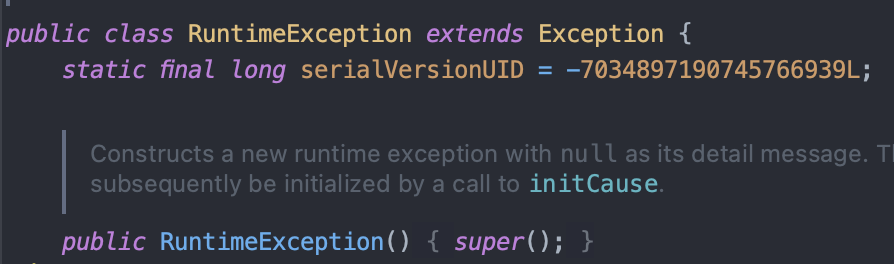 public class RuntimeException extends Exception {
static final long serialVersionUID = -7034897190745766939L;
Constructs a new runtime exception with null as its detail message.
subsequently be initialized by a call to initCause.
public RuntimeException() { super(); }